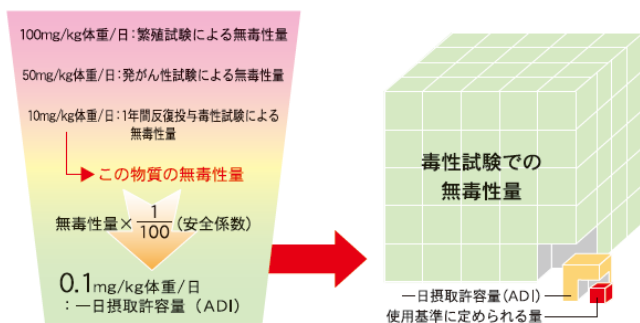 100mg/kg体重/日:繁殖試験による無毒性量
50mg/kg体重/日:発がん性試験による無毒性量
10mg/kg体重/日:1年間反復投与毒性試験による
無毒性量
この物質の無毒性量
無毒性量×1/100(安全係数)
0.1mg/kg体重/日
:一日摂取許容量(ADI)
毒性試験での
無毒性量
一日摂取許容量(ADI)
使用基準に定められる量